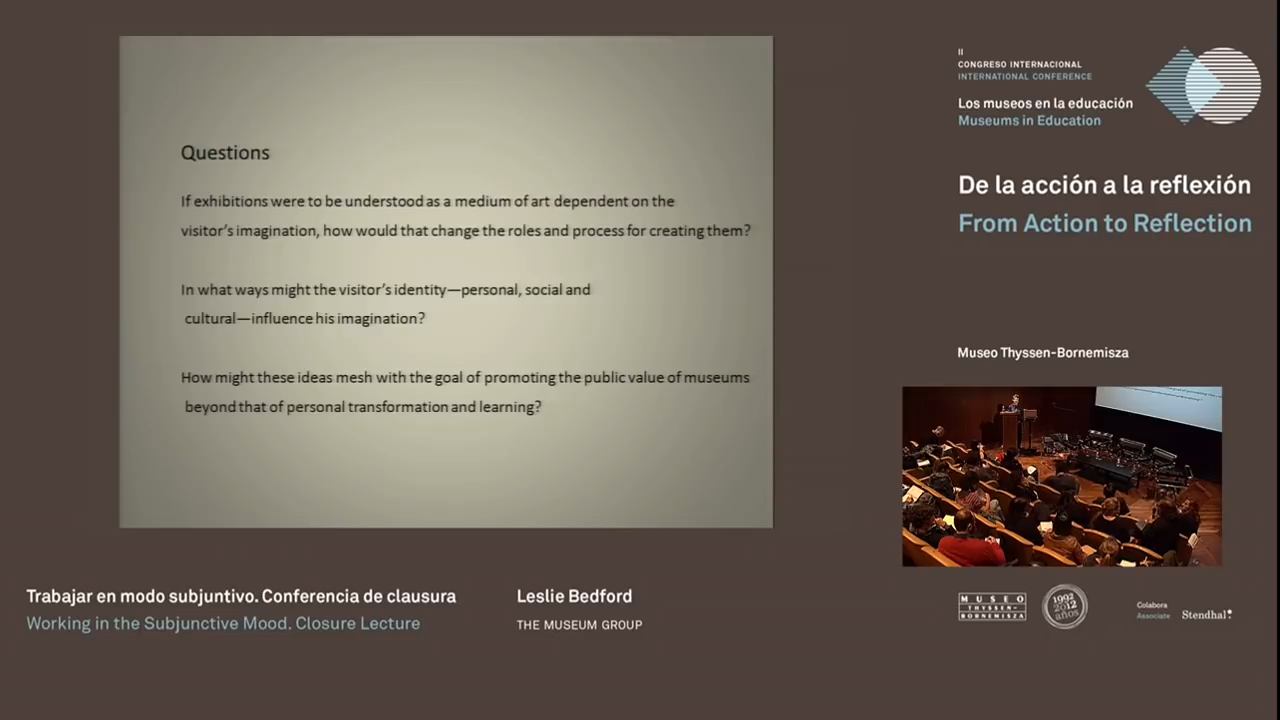 Questions
If exhibitions were to be understood as a medium of art dependent on the
visitor's imagination, how would that change the roles and process for creating them?
In what ways might the visitor's identity—personal, social and
cultural—influence his imagination?
How might these ideas mesh with the goal of promoting the public value of museums
beyond that of personal transformation and learning?
II
CONGRESO INTERNACIONAL
INTERNATIONAL CONFERENCE
Los museos en la educación
Museums in Education
De la acción a la reflexión
From Action to Reflection
Museo Thyssen-Bornemisza
Trabajar en modo subjuntivo. Conferencia de clausura
Working in the Subjunctive Mood. Closure Lecture
Leslie Bedford
THE MUSEUM GROUP
MUSEO
THYSSEN-
BORNEMISZA
1992
2012
años
Colabora
Associate
Stendhal